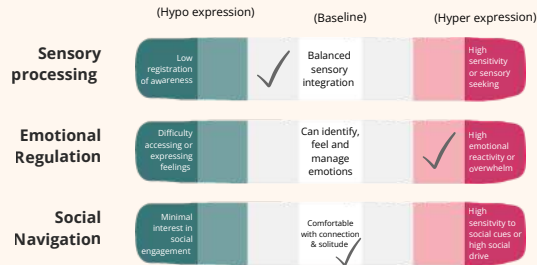 (Hypo expression)
(Baseline)
(Hyper expression)
Sensory
processing
Low
registration
of awareness
Balanced
sensory
integration
High
sensitivity
or sensory
seeking
Emotional
Regulation
Difficulty
accessing or
expressing
feelings
Can identify,
feel and
manage
emotions
High
emotional
reactivity or
overwhelm
Social
Navigation
Minimal
interest in
social
engagement
Comfortable
with connection
& solitude
High
sensitivity to
social cues or
high social
drive